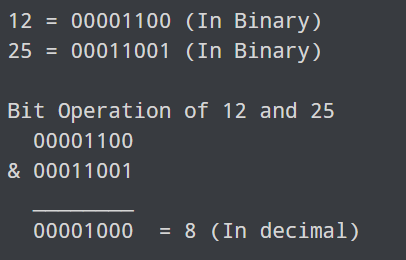 12 = 00001100 (In Binary)
25 = 00011001 (In Binary)
Bit Operation of 12 and 25
00001100
& 00011001
________
00001000 = 8 (In decimal)